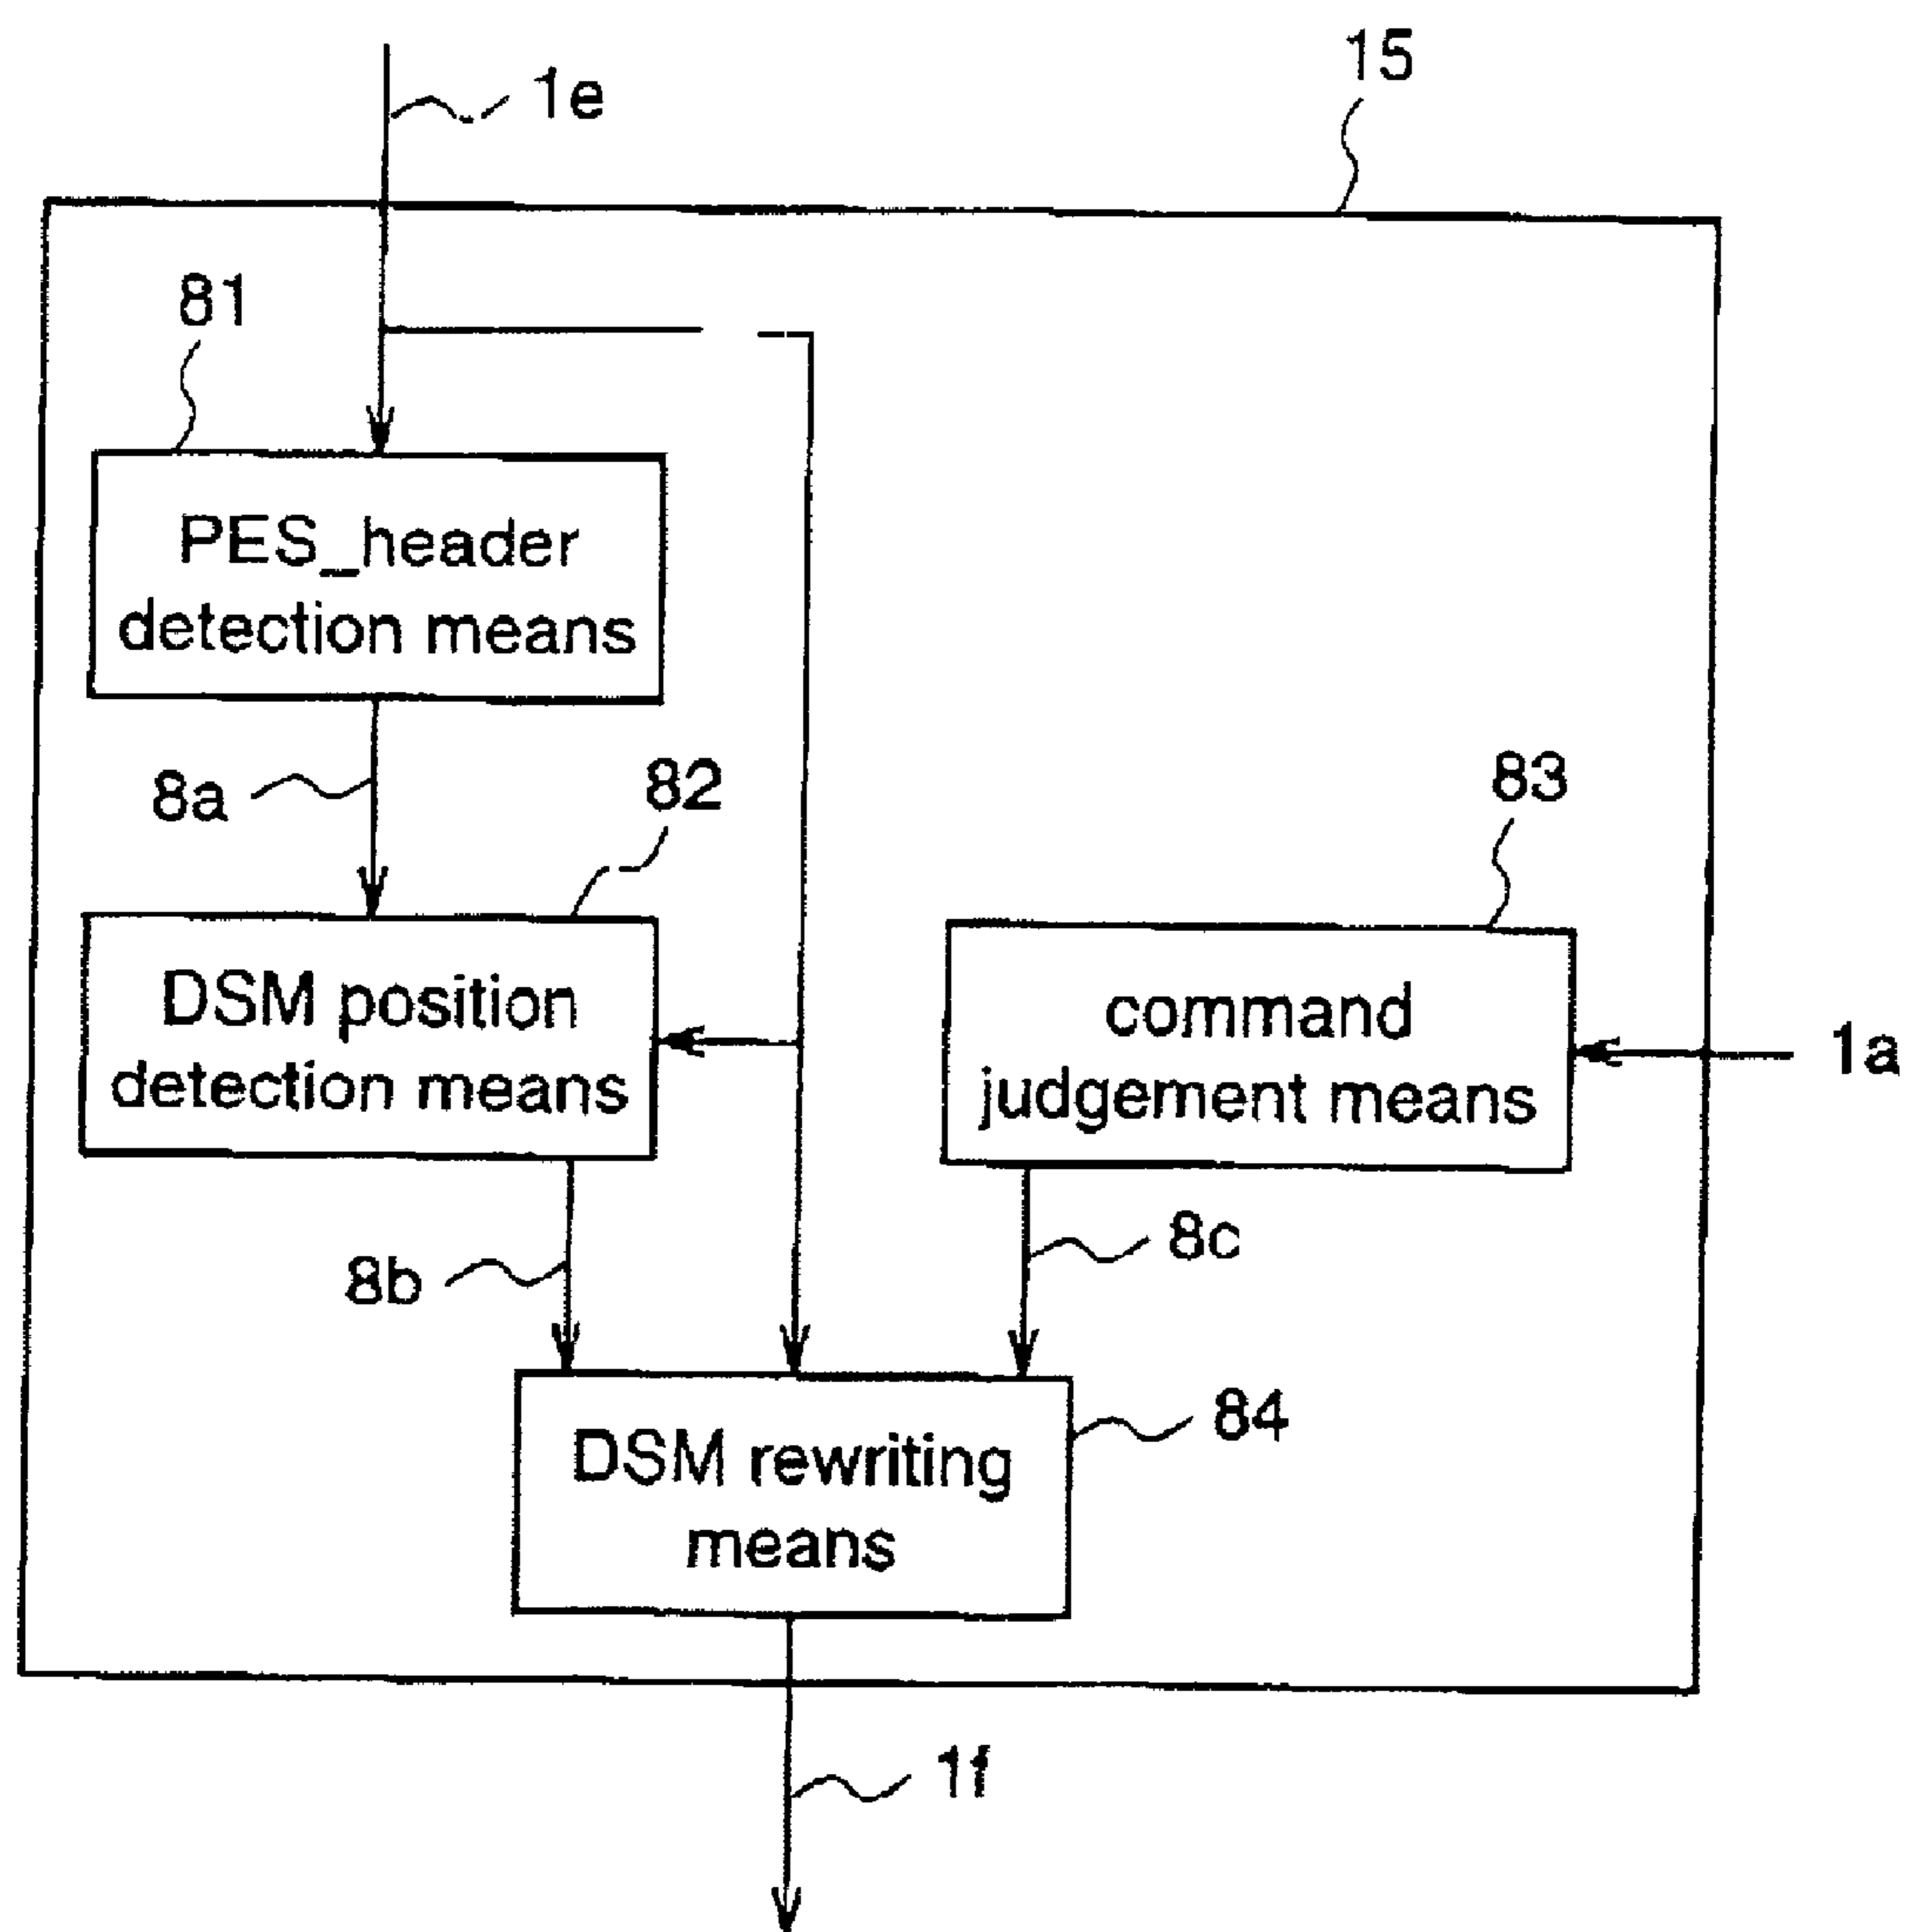 15
1e
81
PES_header
detection means
8a
82
83
DSM position
detection means
command
judgement means
1a
8b
8c
DSM rewriting
means
84
1f